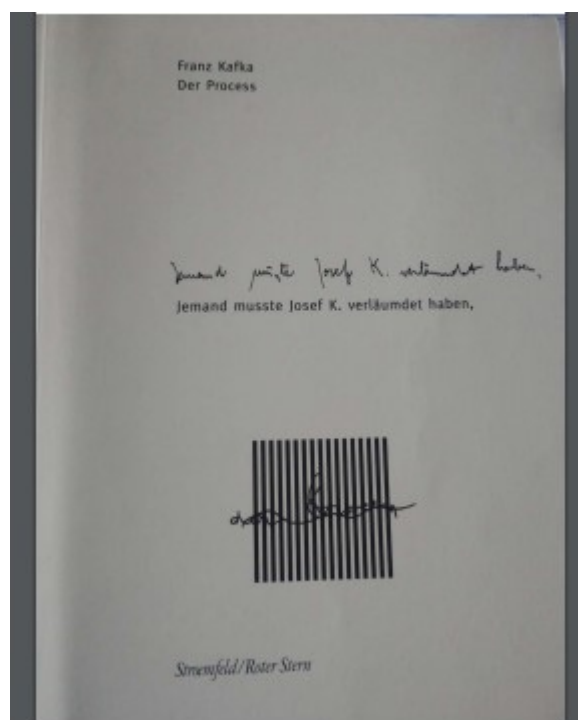 Franz Kafka
Der Process
Jemand musste Josef K. verläumdet haben,
Jemand musste Josef K. verläumdet haben,
Stroemfeld/Roter Stern